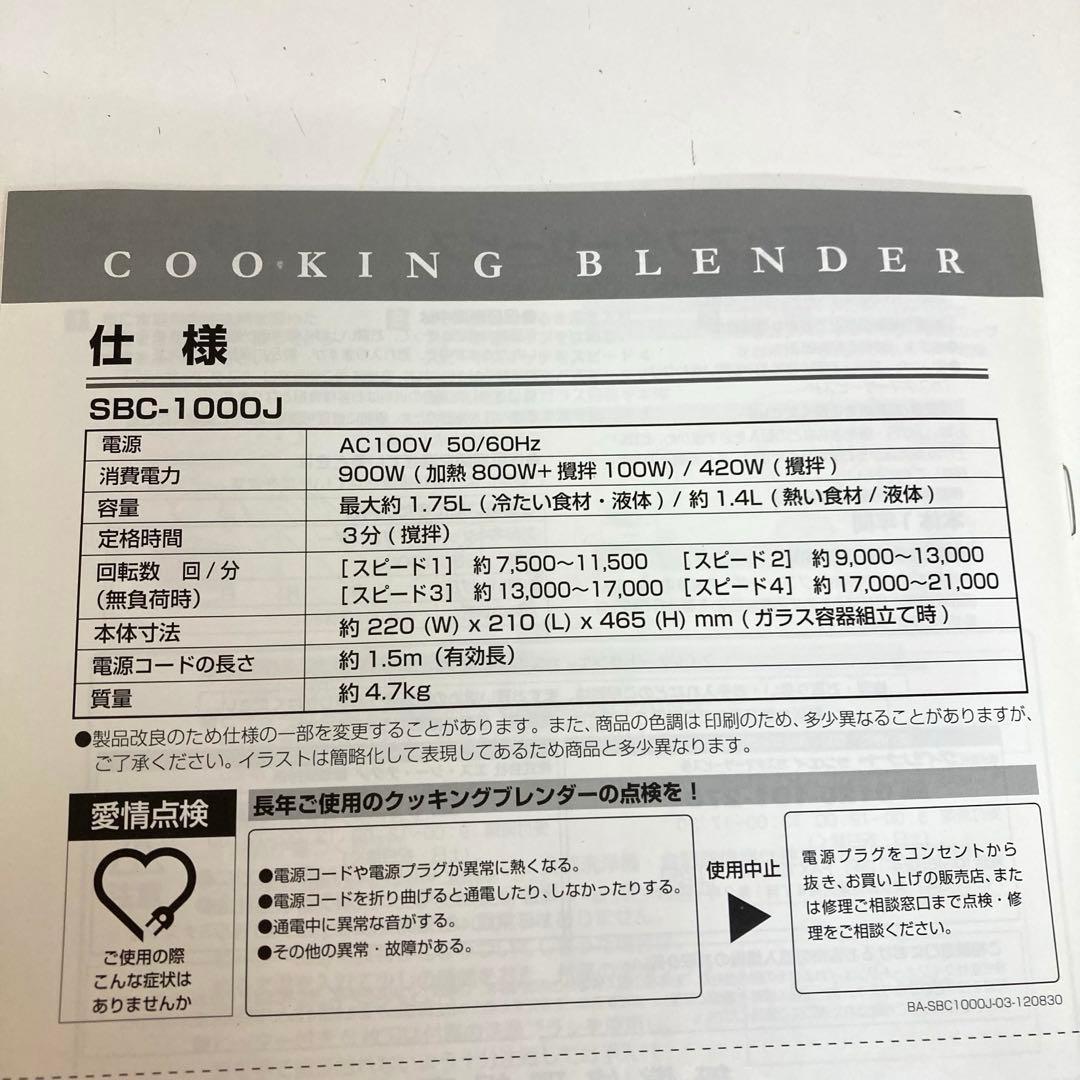 COOKING BLENDER
仕 様
SBC-1000J
電源 AC100V 50/60Hz
消費電力 900W ( 加熱 800W+ 攪拌 100W) / 420W ( 攪拌 )
容量 最大約 1.75L ( 冷たい食材・液体 ) / 約 1.4L ( 熱い食材 / 液体 )
定格時間 3分 ( 攪拌)
回転数 回 / 分 [ スピード1] 約 7,500〜11,500 [ スピード 2] 約 9,000〜13,000
(無負荷時) [ スピード3] 約 13,000〜17,000 [ スピード4] 約 17,000〜21,000
本体寸法 約 220 (W) x 210 (L) x 465 (H) mm ( ガラス容器組立て時 )
電源コードの長さ 約 1.5m (有効長)
質量 約 4.7kg
●製品改良のため仕様の一部を変更することがあります。また、商品の色調は印刷のため、多少異なることがありますが、
ご了承ください。イラストは簡略化して表現してあるため商品と多少異なります。
愛情点検
長年ご使用のクッキングブレンダーの点検を！
ご使用の際
こんな症状は
ありませんか
●電源コードや電源プラグが異常に熱くなる。
●電源コードを折り曲げると通電したり、しなかったりする。
●通電中に異常な音がする。
●その他の異常・故障がある。
使用中止
電源プラグをコンセントから
抜き、お買い上げの販売店、また
は修理ご相談窓口まで点検・修
理をご相談ください。
BA-SBC1000J-03-120830